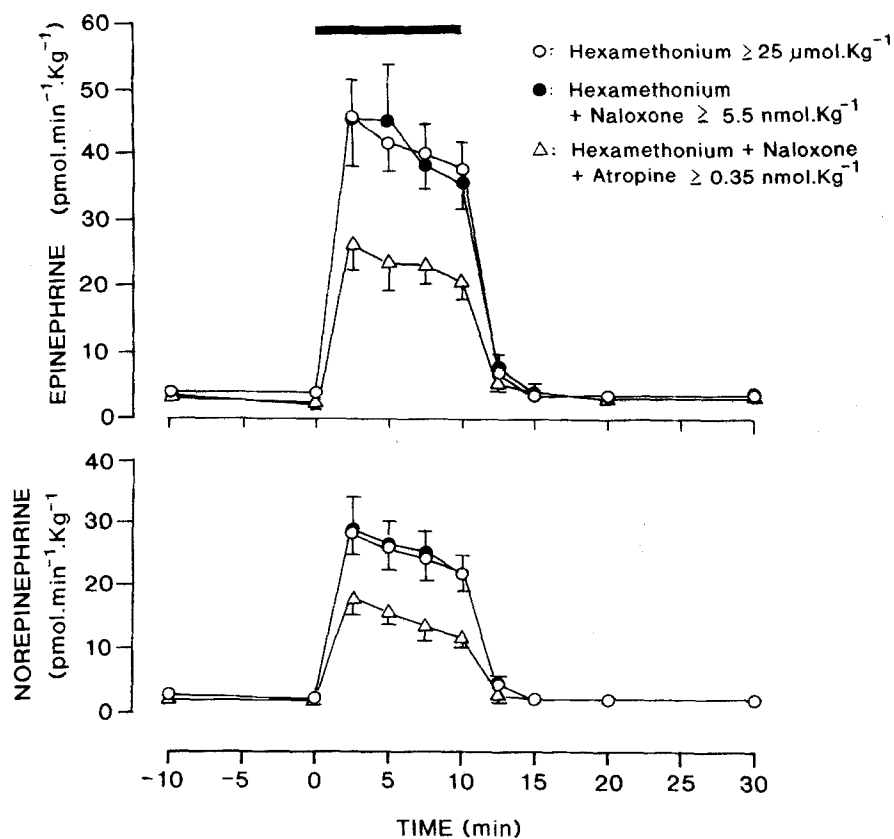 60
50
40
30
20
10
0
EPINEPHRINE
(pmol.min⁻¹.Kg⁻¹)
○: Hexamethonium ≥ 25 µmol.Kg⁻¹
●: Hexamethonium
+ Naloxone ≥ 5.5 nmol.Kg⁻¹
△: Hexamethonium + Naloxone
+ Atropine ≥ 0.35 nmol.Kg⁻¹
40
30
20
10
0
NOREPINEPHRINE
(pmol.min⁻¹.Kg⁻¹)
-10 -5 0 5 10 15 20 25 30
TIME (min)